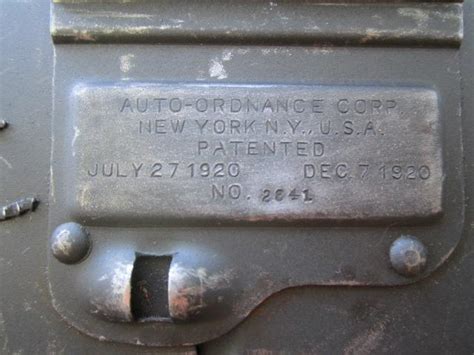 AUTO-ORDNANCE CORP
NEW YORK N.Y., U.S.A.
PATENTED
JULY 27 1920 DEC 7 1920
NO. 2641